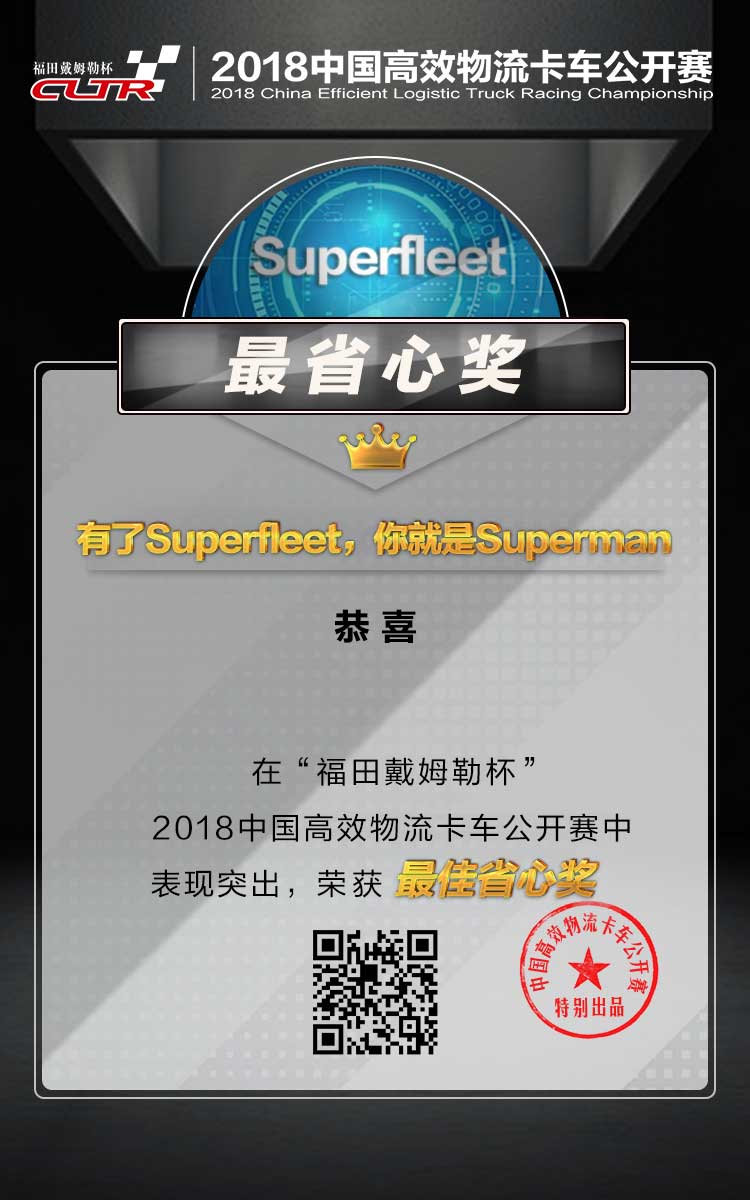 福田戴姆勒杯
CLTR
2018中国高效物流卡车公开赛
2018 China Efficient Logistic Truck Racing Championship
Superfleet
最省心奖
有了Superfleet，你就是Superman
恭喜
在“福田戴姆勒杯”
2018中国高效物流卡车公开赛中
表现突出，荣获 最佳省心奖
中国高效物流卡车公开赛
特别出品